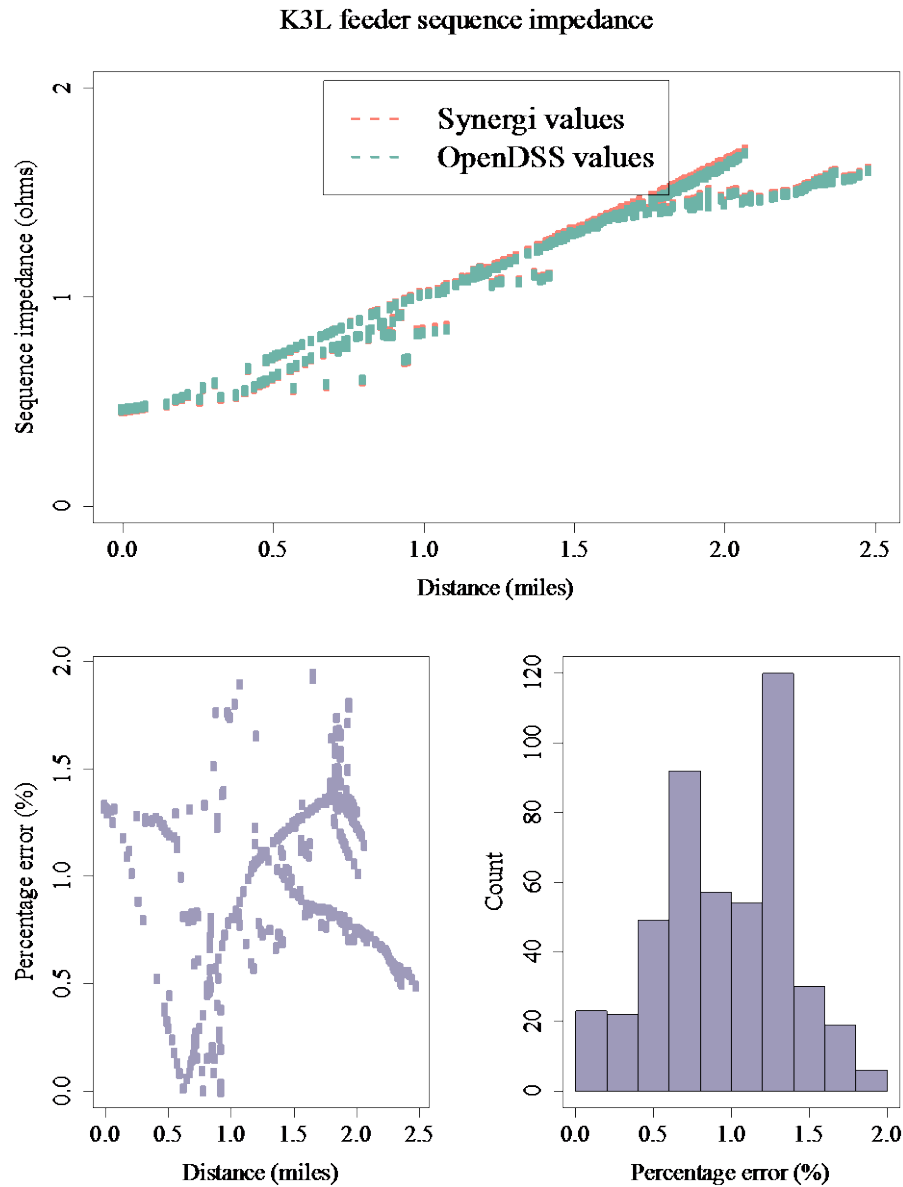 K3L feeder sequence impedance
Synergi values
OpenDSS values
Sequence impedance (ohms)
2
1
0
0.0 0.5 1.0 1.5 2.0 2.5
Distance (miles)
Percentage error (%)
2.0
1.5
1.0
0.5
0.0
0.0 0.5 1.0 1.5 2.0 2.5
Distance (miles)
Count
120
100
80
60
40
20
0
0.0 0.5 1.0 1.5 2.0
Percentage error (%)